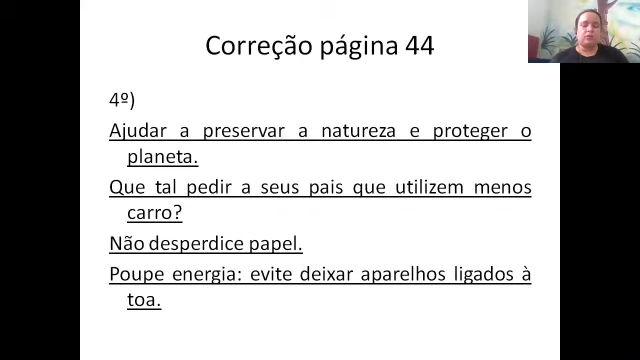 Correção página 44
4º)
Ajudar a preservar a natureza e proteger o
planeta.
Que tal pedir a seus pais que utilizem menos
carro?
Não desperdice papel.
Poupe energia: evite deixar aparelhos ligados à
toa.